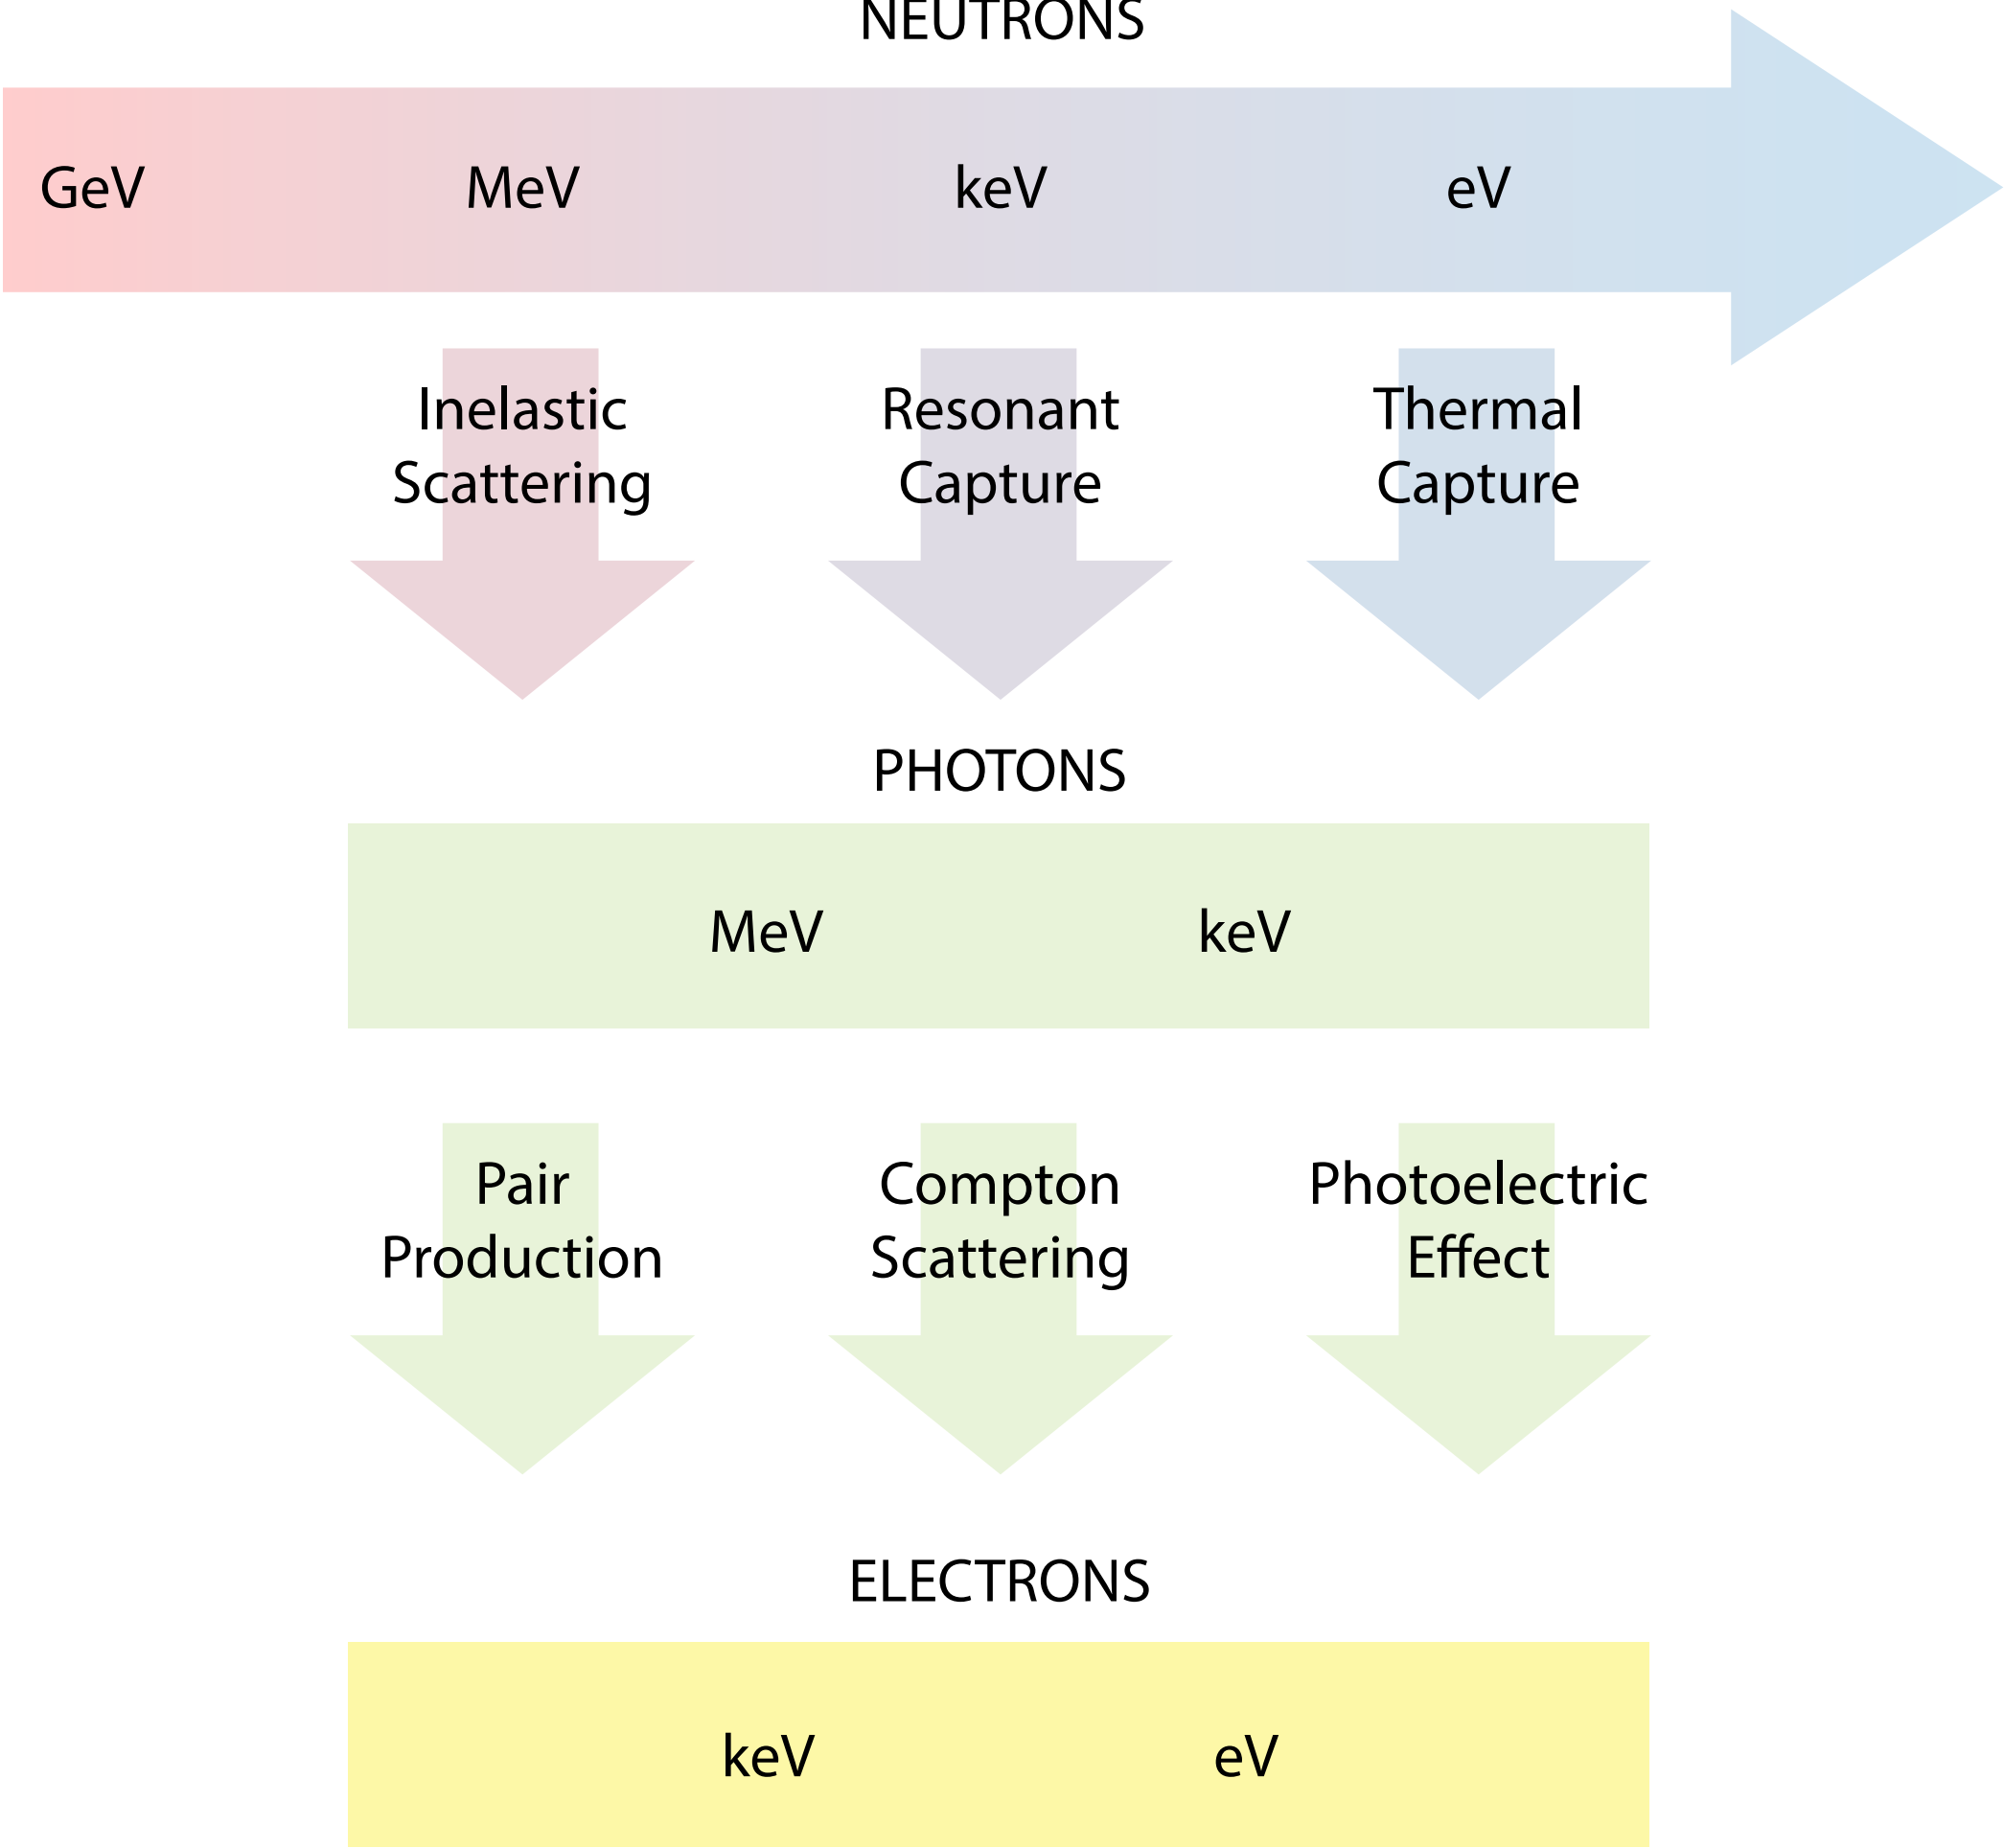 NEUTRONS
GeV MeV keV eV
Inelastic
Scattering
Resonant
Capture
Thermal
Capture
PHOTONS
MeV keV
Pair
Production
Compton
Scattering
Photoelectric
Effect
ELECTRONS
keV eV